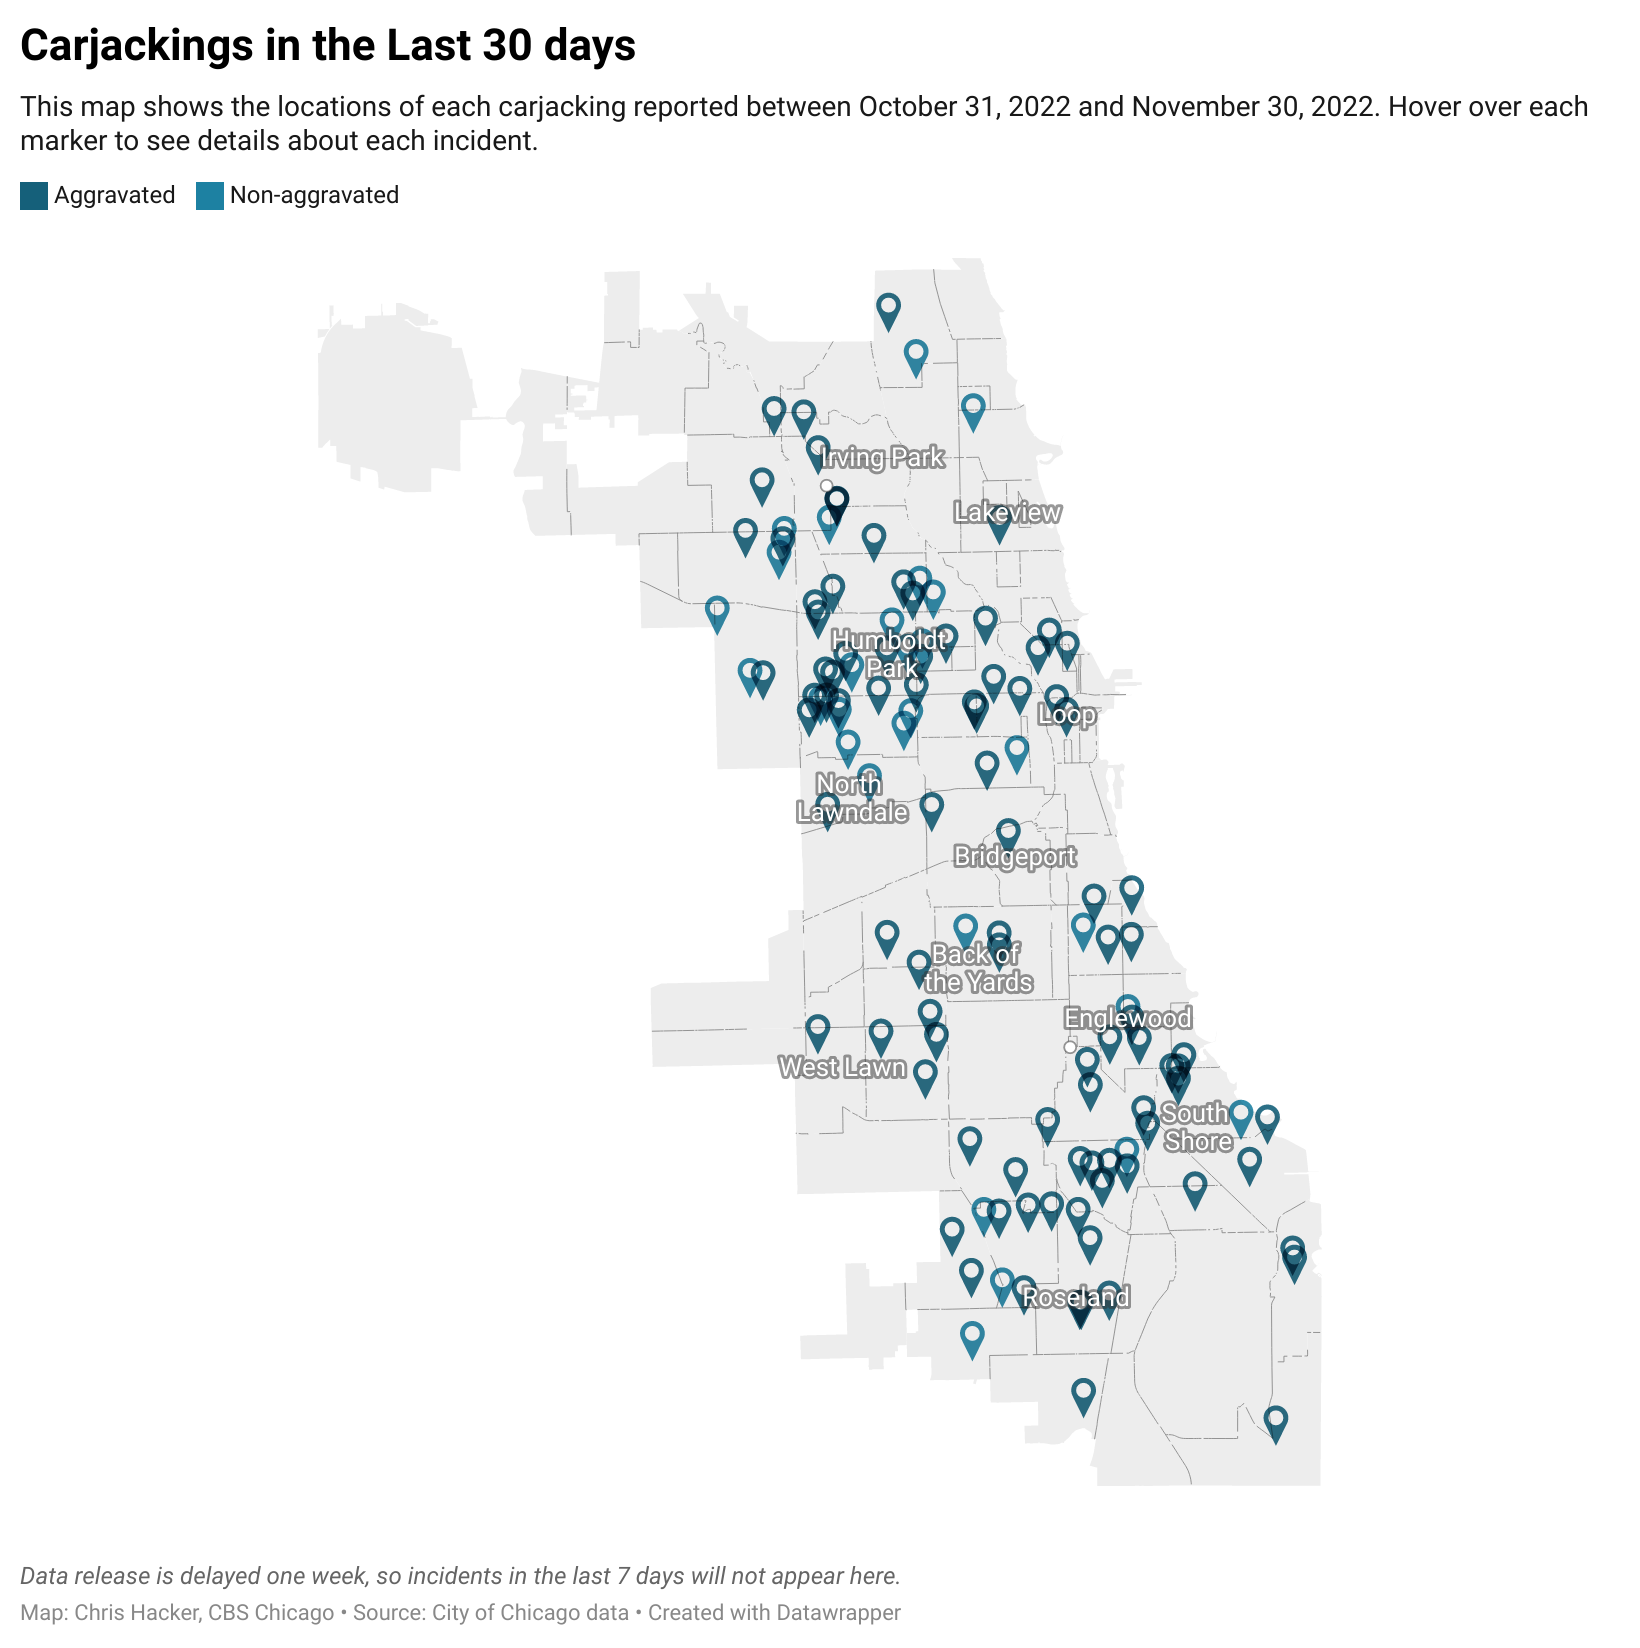 Carjackings in the Last 30 days
This map shows the locations of each carjacking reported between October 31, 2022 and November 30, 2022. Hover over each
marker to see details about each incident.
Aggravated Non-aggravated
Irving Park
Lakeview
Humboldt
Park
Loop
North
Lawndale
Bridgeport
Back of
the Yards
Englewood
West Lawn
South
Shore
Roseland
Data release is delayed one week, so incidents in the last 7 days will not appear here.
Map: Chris Hacker, CBS Chicago • Source: City of Chicago data • Created with Datawrapper